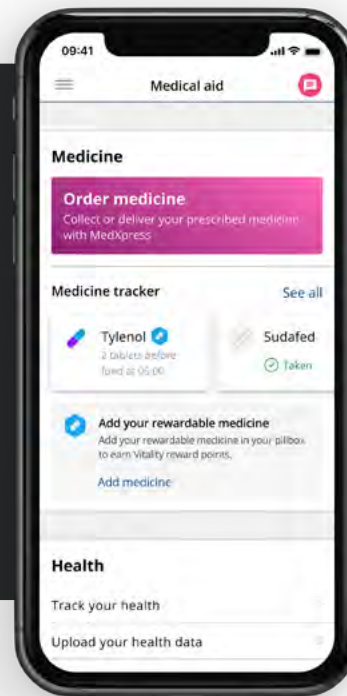 09:41
Medical aid
Medicine
Order medicine
Collect or deliver your prescribed medicine
with MedXpress
Medicine tracker See all
Tylenol
2 tablets before
food at 06:00
Sudafed
Taken
Add your rewardable medicine
Add your rewardable medicine in your pillbox
to earn Vitality reward points.
Add medicine
Health
Track your health
Upload your health data